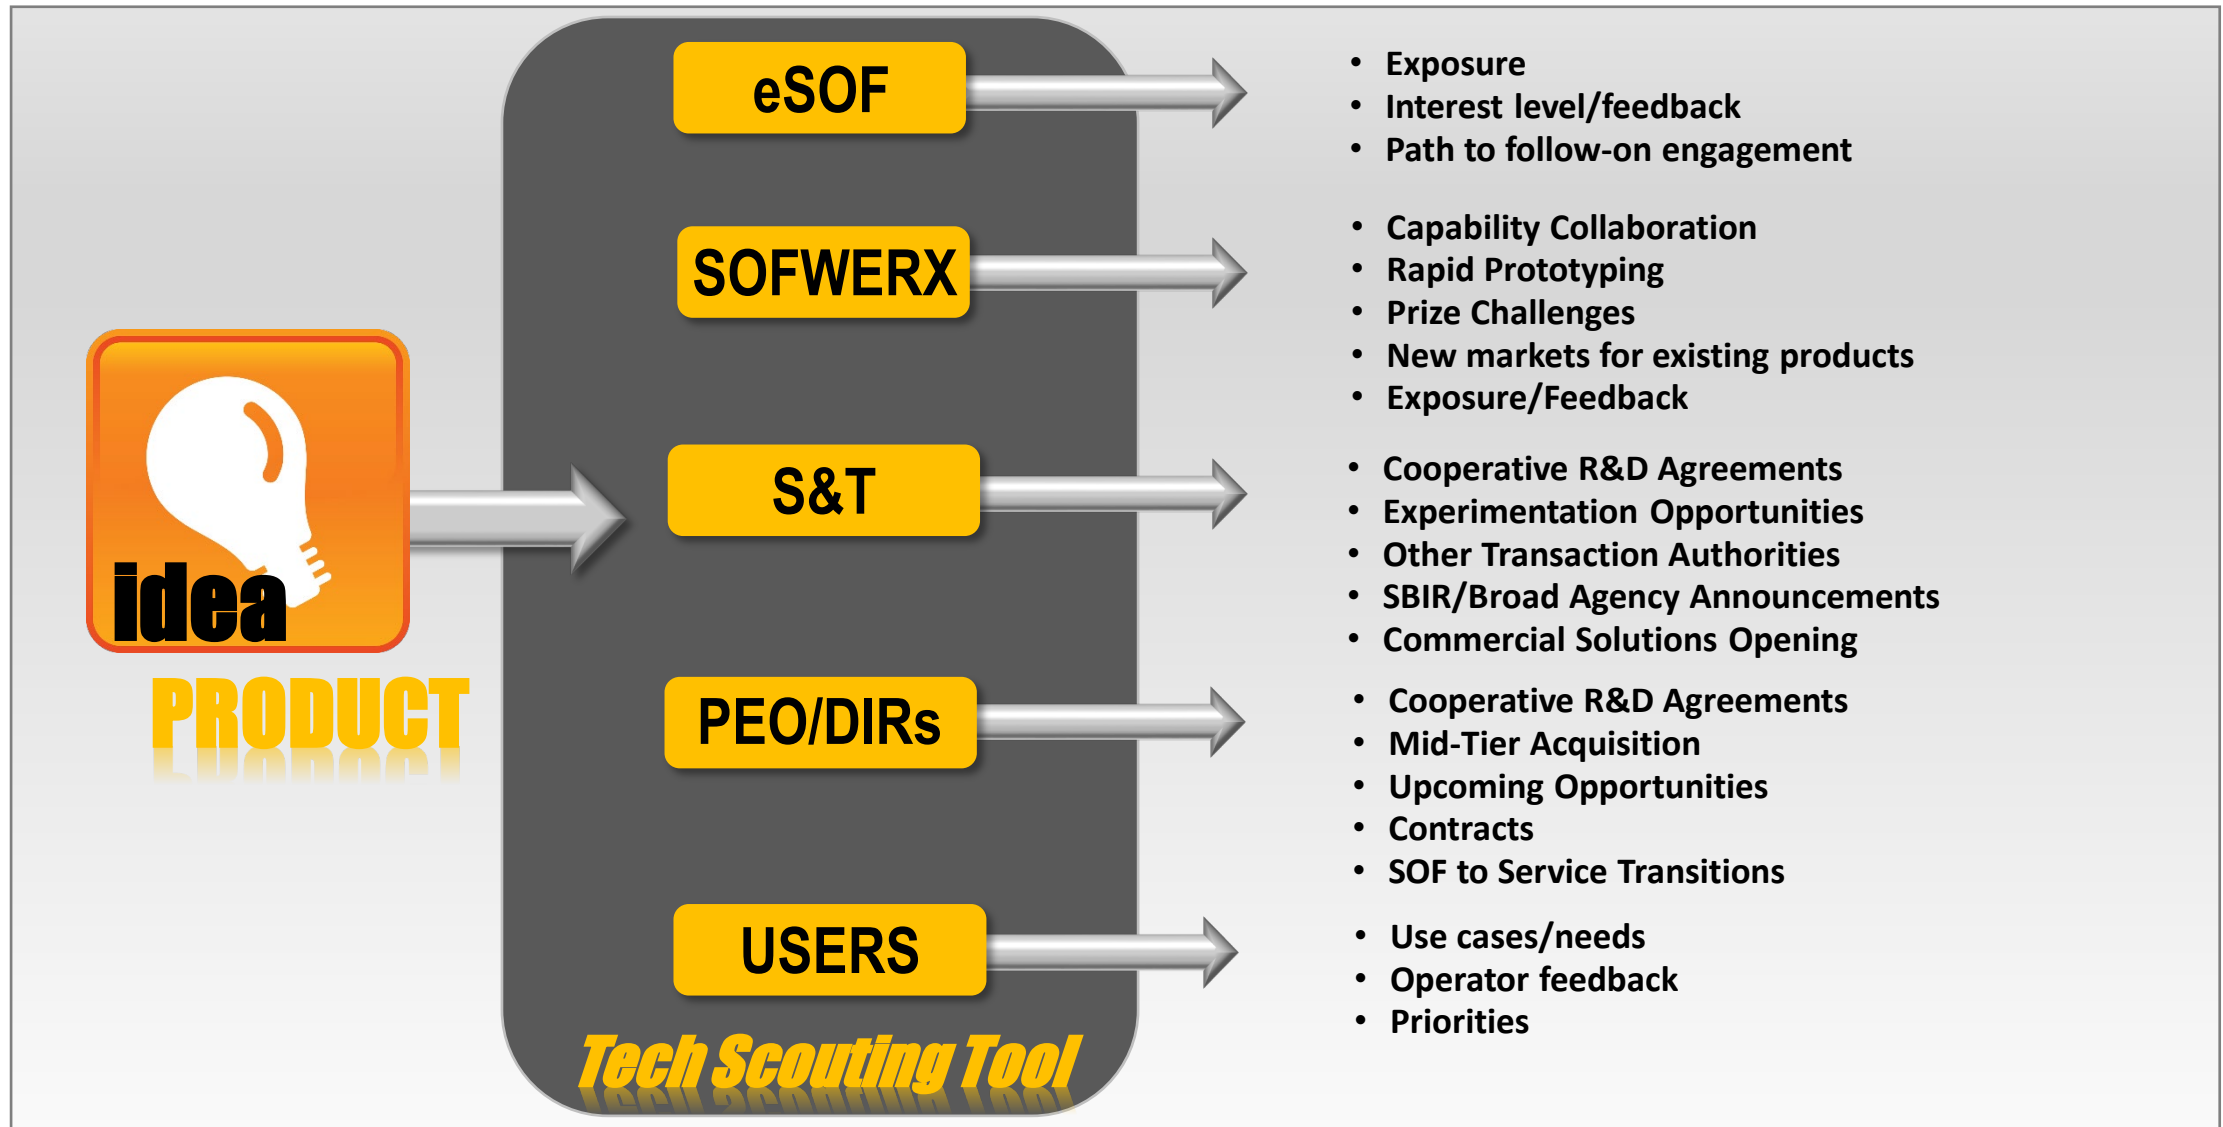 eSOF
• Exposure
• Interest level/feedback
• Path to follow-on engagement
SOFWERX
• Capability Collaboration
• Rapid Prototyping
• Prize Challenges
• New markets for existing products
• Exposure/Feedback
idea
PRODUCT
S&T
• Cooperative R&D Agreements
• Experimentation Opportunities
• Other Transaction Authorities
• SBIR/Broad Agency Announcements
• Commercial Solutions Opening
PEO/DIRs
• Cooperative R&D Agreements
• Mid-Tier Acquisition
• Upcoming Opportunities
• Contracts
• SOF to Service Transitions
USERS
• Use cases/needs
• Operator feedback
• Priorities
Tech Scouting Tool